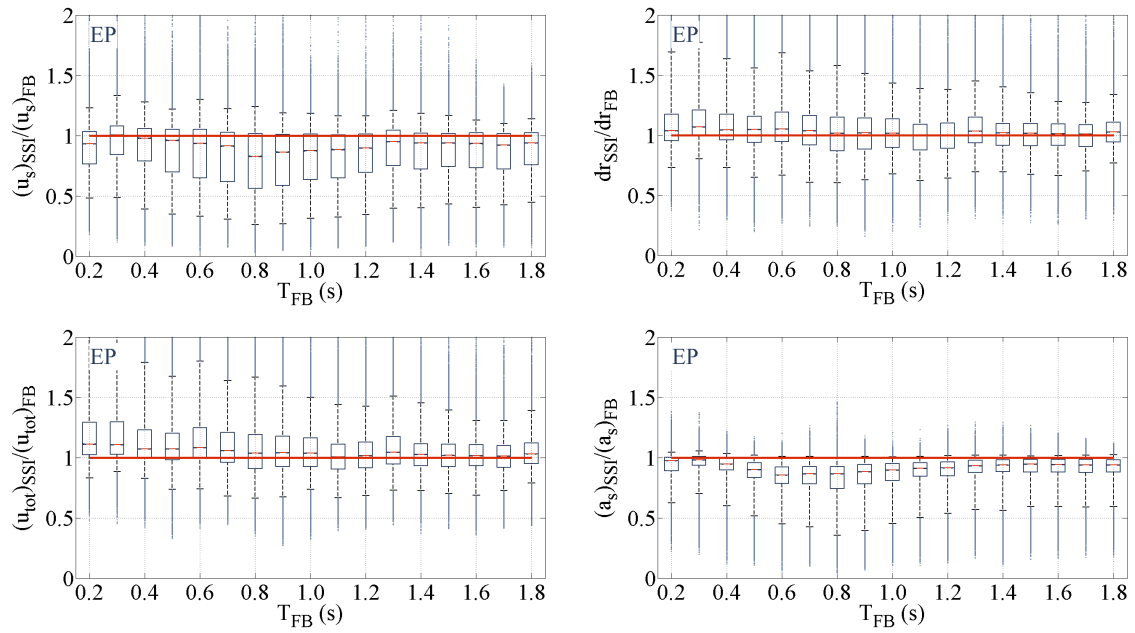 EP
(u_s)_SSI/(u_s)_FB
2
1.5
1
0.5
0
0.2 0.4 0.6 0.8 1.0 1.2 1.4 1.6 1.8
T_FB (s)
EP
dr_SSI/dr_FB
2
1.5
1
0.5
0
0.2 0.4 0.6 0.8 1.0 1.2 1.4 1.6 1.8
T_FB (s)
EP
(u_tot)_SSI/(u_tot)_FB
2
1.5
1
0.5
0
0.2 0.4 0.6 0.8 1.0 1.2 1.4 1.6 1.8
T_FB (s)
EP
(a_s)_SSI/(a_s)_FB
2
1.5
1
0.5
0
0.2 0.4 0.6 0.8 1.0 1.2 1.4 1.6 1.8
T_FB (s)